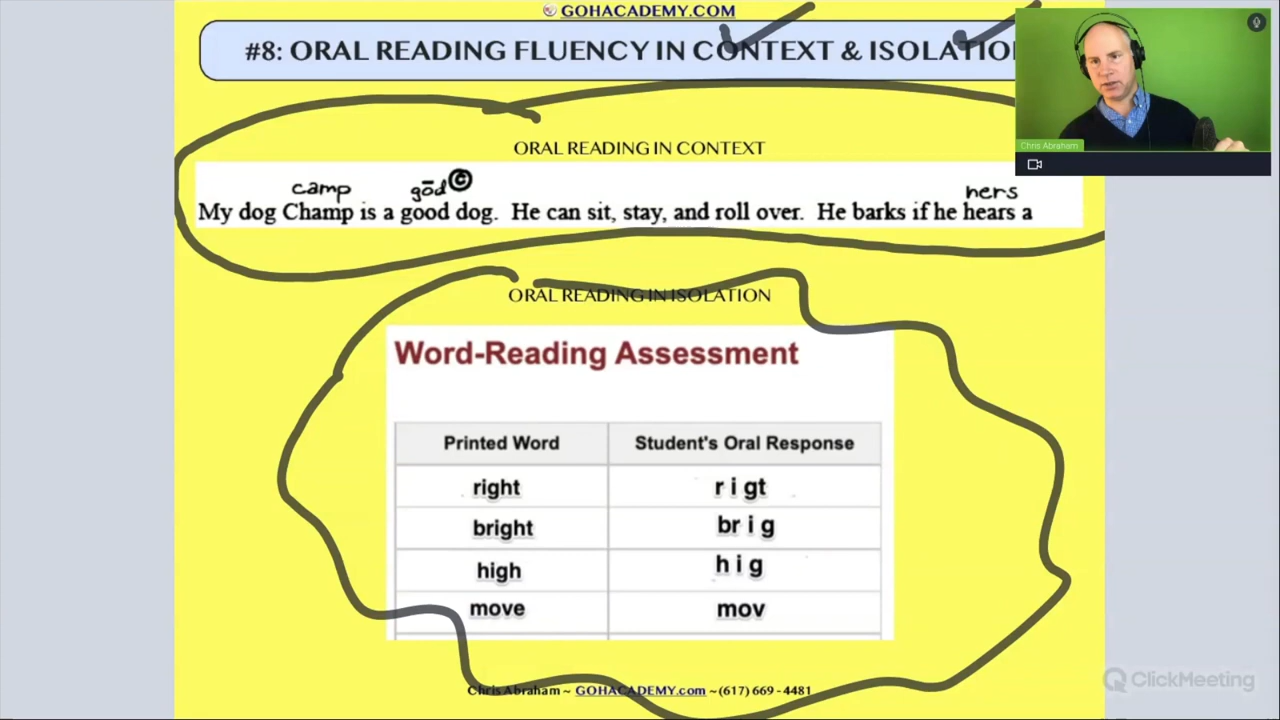 GOHACADEMY.COM
#8: ORAL READING FLUENCY IN CONTEXT & ISOLATIO
Chris Abraham
ORAL READING IN CONTEXT
camp gōd © hers
My dog Champ is a good dog. He can sit, stay, and roll over. He barks if he hears a
ORAL READING IN ISOLATION
Word-Reading Assessment
Printed Word Student's Oral Response
right r i gt
bright br i g
high h i g
move mov
Chris Abraham ~ GOHACADEMY.com ~(617) 669 - 4481
ClickMeeting